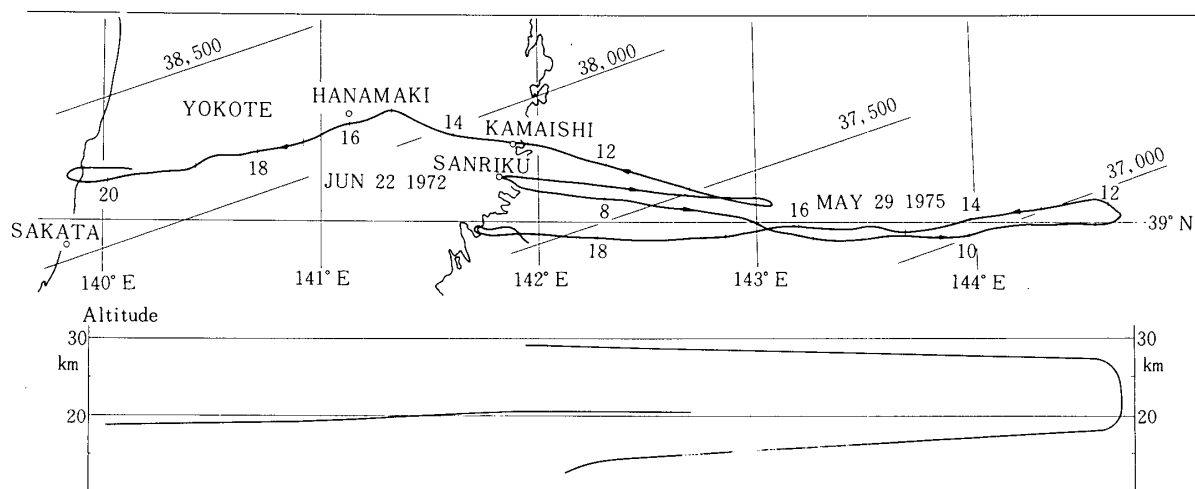 38,500
38,000
37,500
37,000
YOKOTE
HANAMAKI
16
14
KAMAISHI
12
18
20
SANRIKU
JUN 22 1972
8
16
MAY 29 1975
14
12
10
18
39° N
SAKATA
140° E
141° E
142° E
143° E
144° E
Altitude
30
km
20
30
km
20